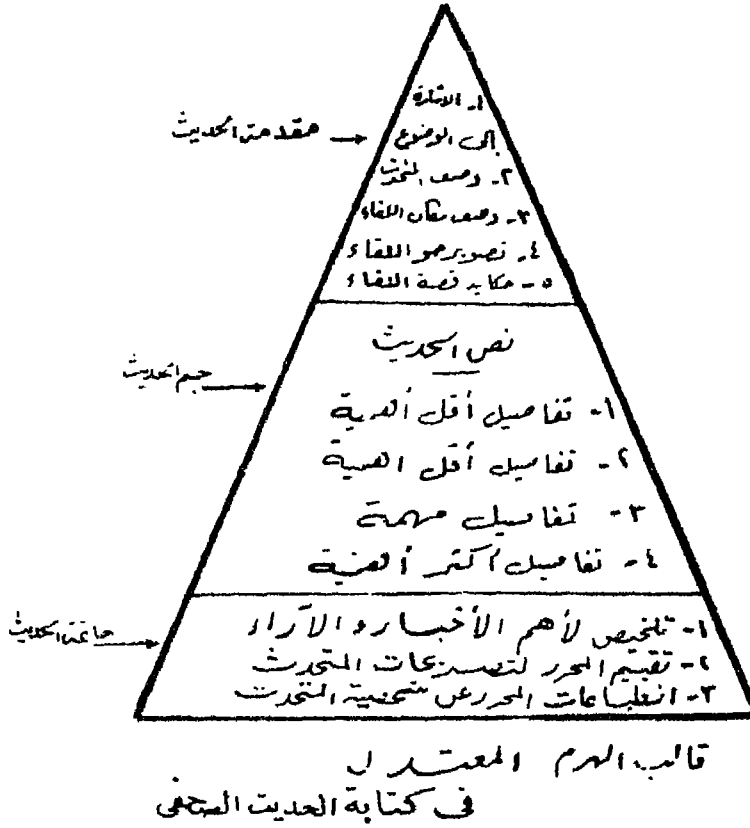 مقدمة الحديث
١- الإشارة
إلى الموضوع
٢- وصف المتحدث
٣- وصف مكان اللقاء
٤- تصوير جو اللقاء
٥- حكاية قصة اللقاء
جسم الحديث
نص الحديث
١- تفاصيل أقل أهمية
٢- تفاصيل أقل اهمية
٣- تفاصيل مهمة
٤- تفاصيل أكثر أهمية
خاتمة الحديث
١- تلخيص لأهم الأخبار و الآراء
٢- تقييم المحرر لتصريحات المتحدث
٣- انطباعات المحرر عن شخصية المتحدث
قالب الهرم المعتدل
في كتابة الحديث الصحفي